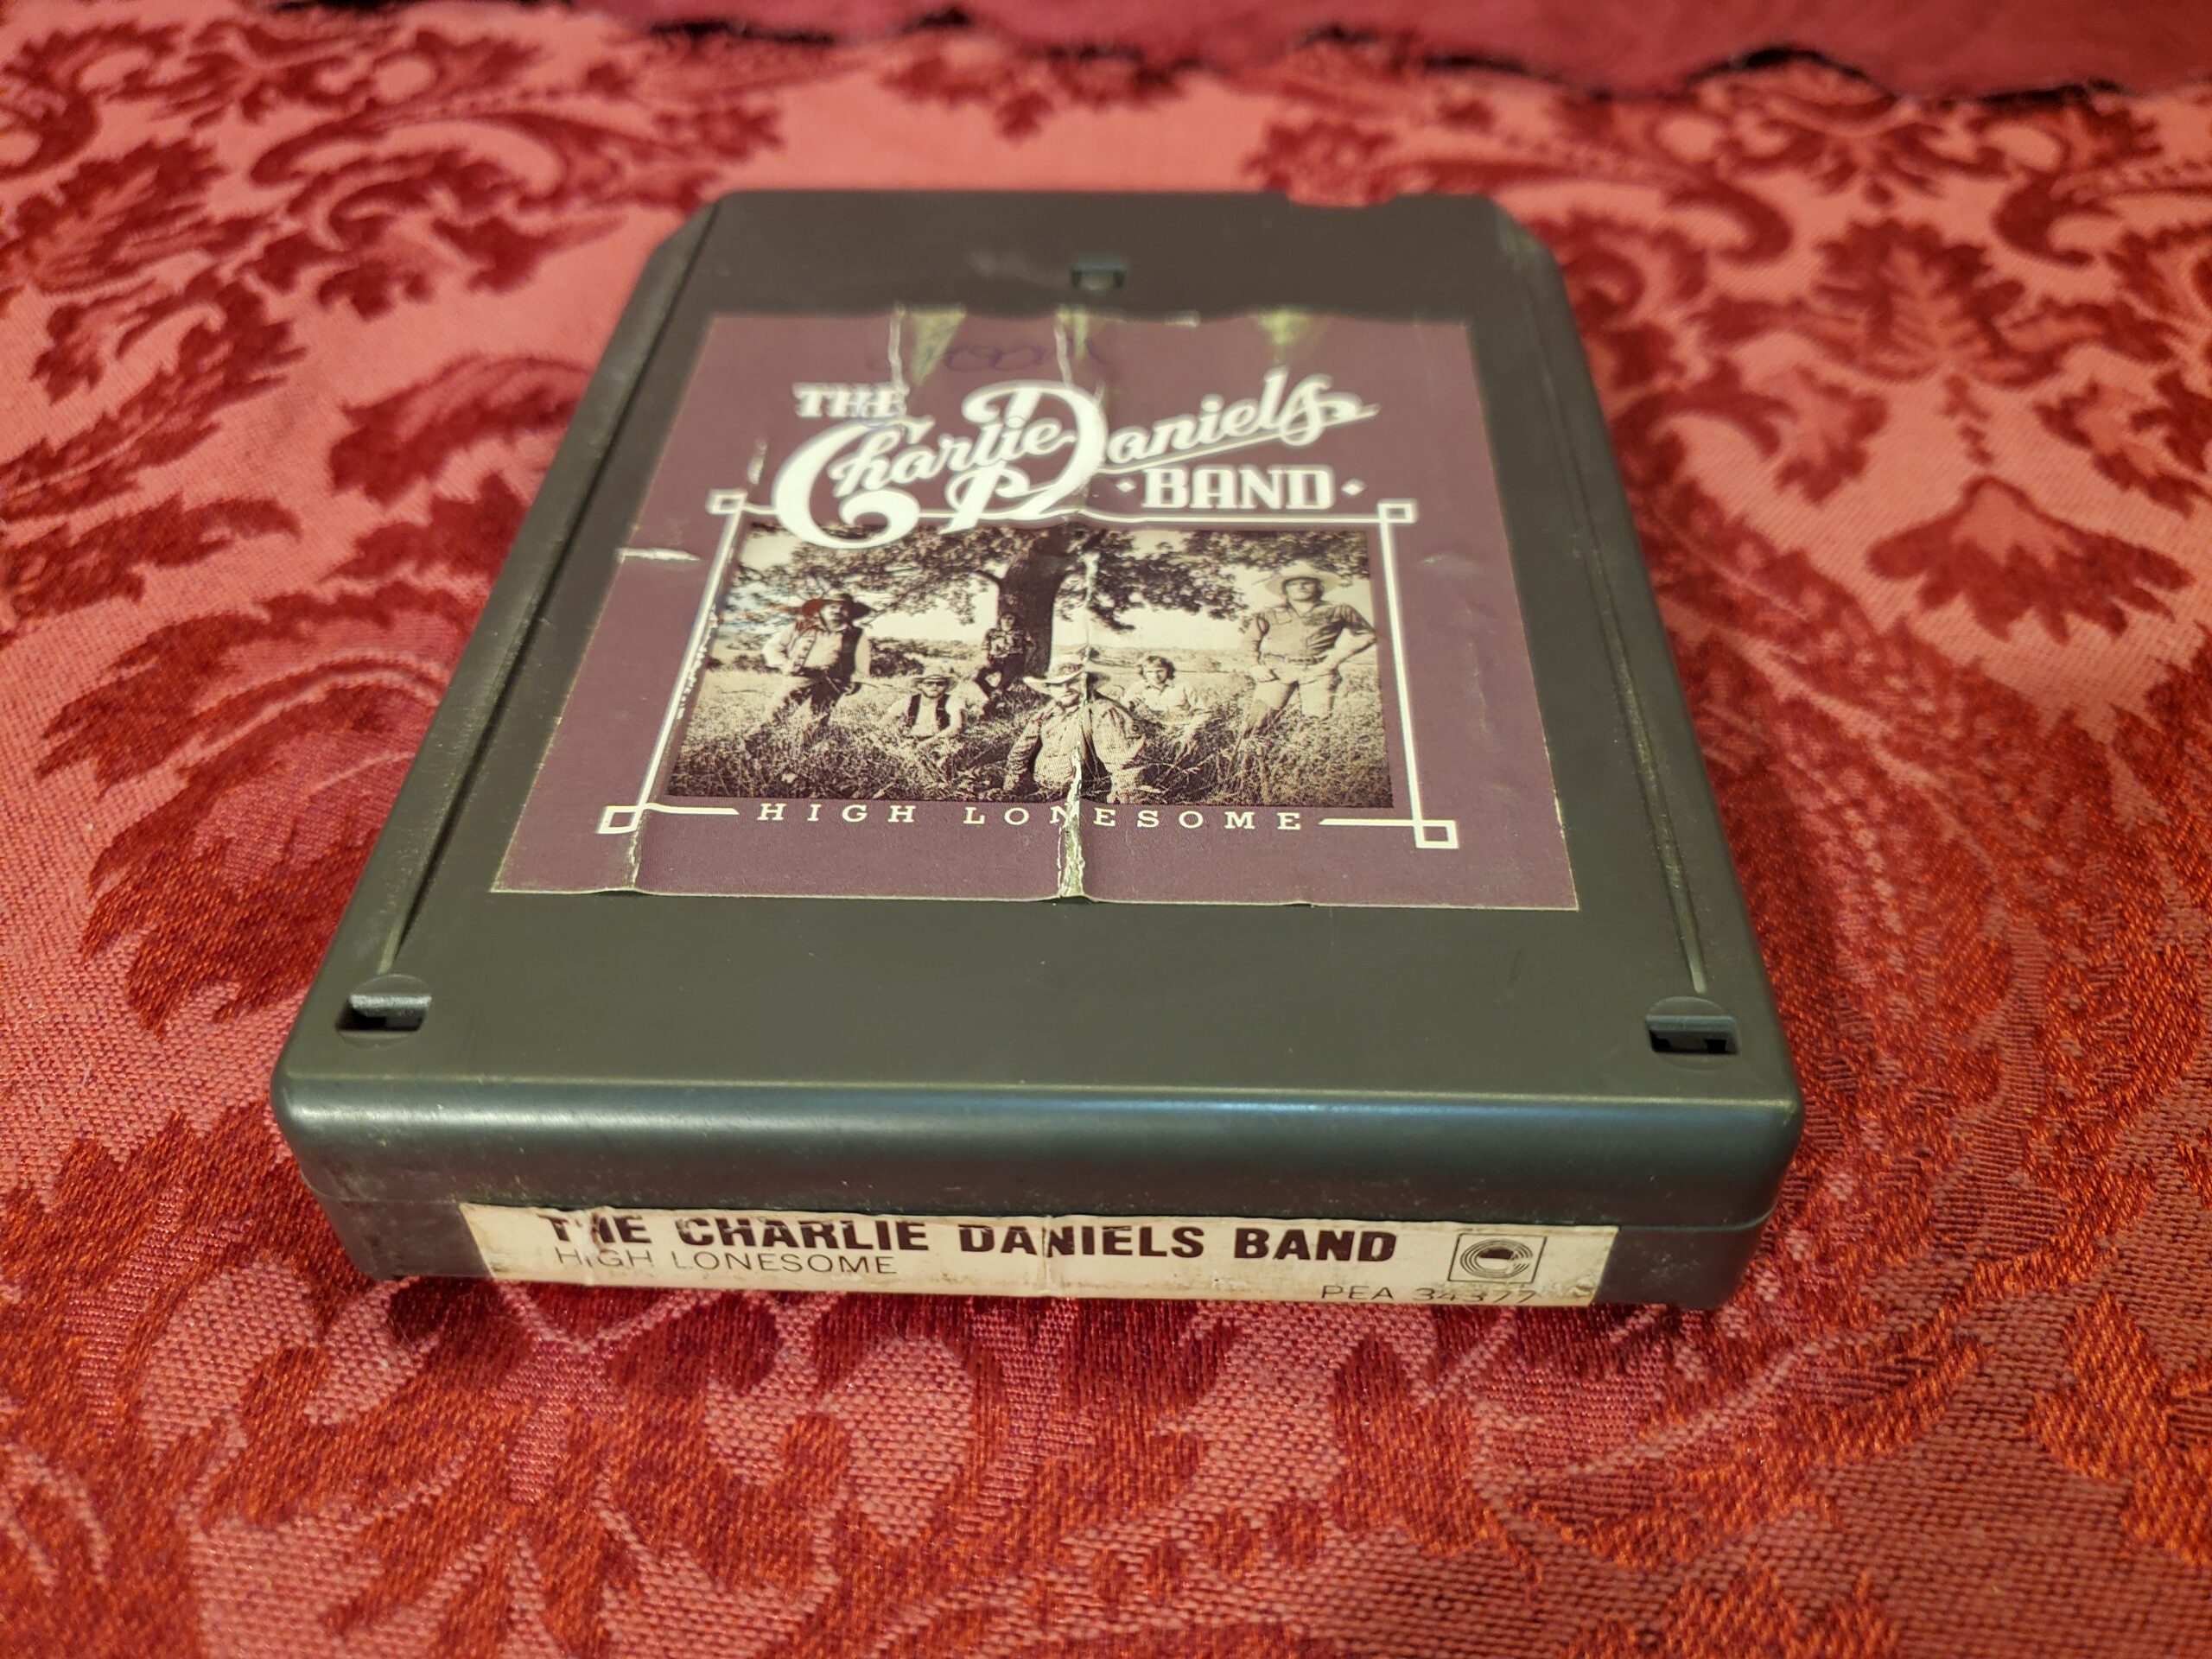 THE
Charlie Daniels
·BAND·
HIGH LONESOME
THE CHARLIE DANIELS BAND
HIGH LONESOME
PEA 34377